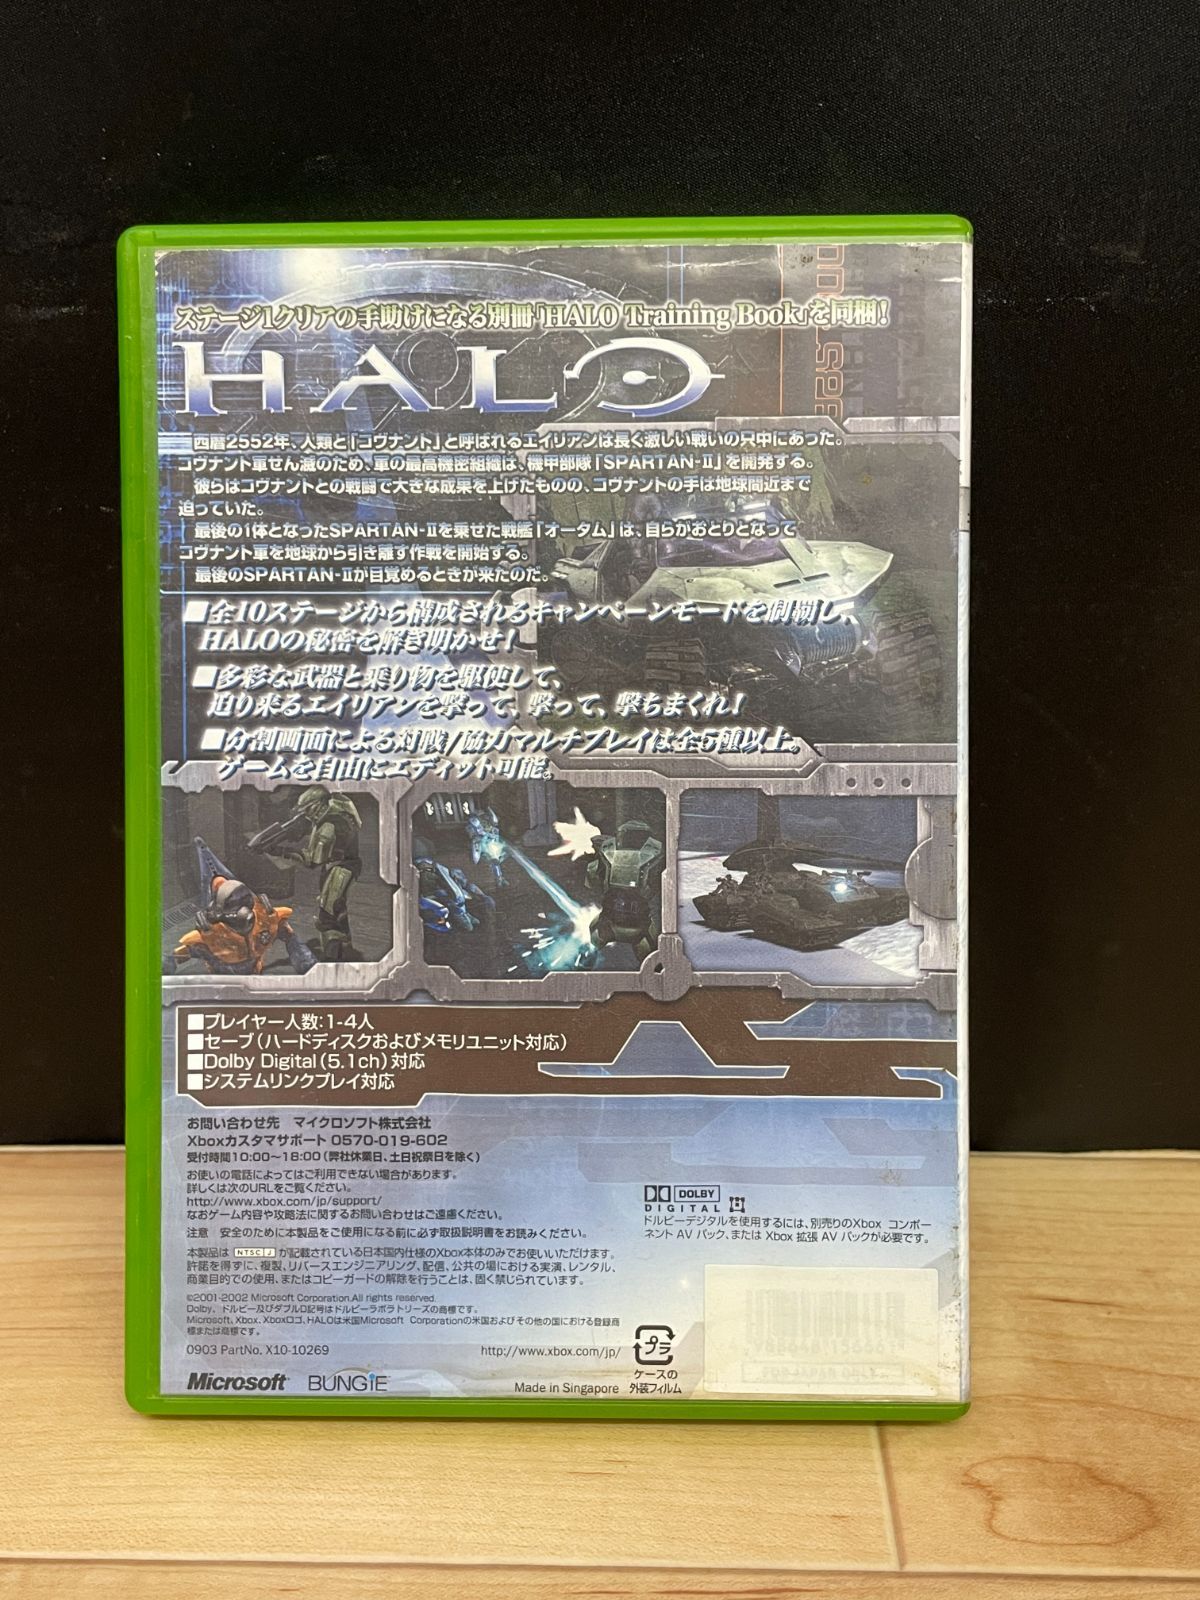 ステージ1クリアの手助けになる別冊「HALO Training Book」を同梱!
HALO
西暦2552年、人類と「コヴナント」と呼ばれるエイリアンは長く激しい戦いの只中にあった。
コヴナント軍せん滅のため、軍の最高機密組織は、機甲部隊「SPARTAN-II」を開発する。
彼らはコヴナントとの戦闘で大きな成果を上げたものの、コヴナントの手は地球間近まで
迫っていた。
最後の1体となったSPARTAN-IIを乗せた戦艦「オータム」は、自らがおとりとなって
コヴナント軍を地球から引き離す作戦を開始する。
最後のSPARTAN-IIが目覚めるときが来たのだ。
■全10ステージから構成されるキャンペーンモードを制覇し、
HALOの秘密を解き明かせ!
■多彩な武器と乗り物を駆使して、
迫り来るエイリアンを撃って、撃って、撃ちまくれ!
■分割画面による対戦/協力マルチプレイは全5種以上。
ゲームを自由にエディット可能。
■プレイヤー人数:1-4人
■セーブ(ハードディスクおよびメモリユニット対応)
■Dolby Digital(5.1ch)対応
■システムリンクプレイ対応
お問い合わせ先 マイクロソフト株式会社
Xboxカスタマサポート 0570-019-602
受付時間10:00〜18:00(弊社休業日、土日祝祭日を除く)
お使いの電話によってはご利用できない場合があります。
詳しくは次のURLをご覧ください。
http://www.xbox.com/jp/support/
なおゲーム内容や攻略法に関するお問い合わせはご遠慮ください。
注意 安全のために本製品をご使用になる前に必ず取扱説明書をお読みください。
本製品は NTSC J が記載されている日本国内仕様のXbox本体のみでお使いいただけます。
許諾を得ずに、複製、リバースエンジニアリング、配信、公共の場における実演、レンタル、
商業目的での使用、またはコピーガードの解除を行うことは、固く禁じられています。
©2001-2002 Microsoft Corporation.All rights reserved.
Dolby、ドルビー及びダブルD記号はドルビーラボラトリーズの商標です。
Microsoft、Xbox、Xboxロゴ、HALOは米国Microsoft Corporationの米国およびその他の国における登録商
標または商標です。
0903 PartNo. X10-10269
http://www.xbox.com/jp/
Microsoft BUNGiE
Made in Singapore
DOLBY
DIGITAL
ドルビーデジタルを使用するには、別売りのXbox コンポー
ネント AV パック、または Xbox 拡張 AV パックが必要です。
プラ
ケースの
外装フィルム